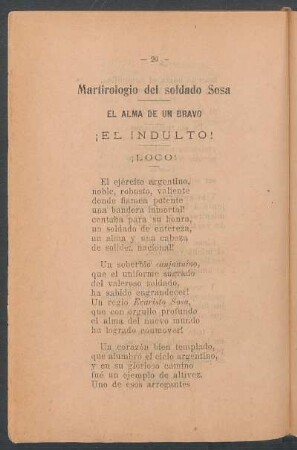 — 20 —
Martirologio del soldado Sosa
EL ALMA DE UN BRAVO
¡EL INDULTO!
¡LOCO!
El ejército argentino,
noble, robusto, valiente
donde flamea potente
una bandera inmortal!
contaba para su honra,
un soldado de entereza,
un alma y una cabeza
de soldado nacional!
Un soberbio sanjuanino,
que el uniforme sagrado
del valeroso soldado,
ha sabido engrandecer!
Un regio Evaristo Sosa,
que con orgullo profundo
el alma del nuevo mundo
ha logrado conmover!
Un corazón bien templado,
que alumbró el cielo argentino,
y en su glorioso camino
fué un ejemplo de altivez.
Uno de esos arrogantes